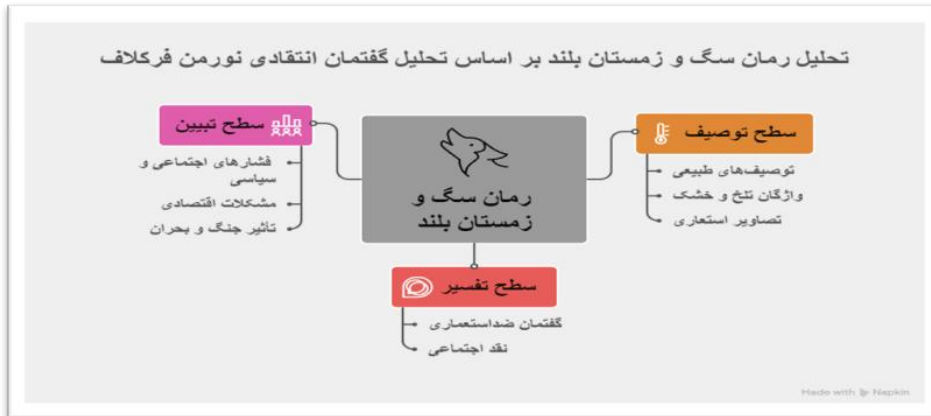 تحلیل رمان سگ و زمستان بلند بر اساس تحلیل گفتمان انتقادی نورمن فرکلاف
سطح توصیف
توصیف‌های طبیعی
واژگان تلخ و خشک
تصاویر استعاری
رمان سگ و
زمستان بلند
سطح تبیین
فشارهای اجتماعی و
سیاسی
مشکلات اقتصادی
تأثیر جنگ و بحران
سطح تفسیر
گفتمان ضداستعماری
نقد اجتماعی
Made with Napkin